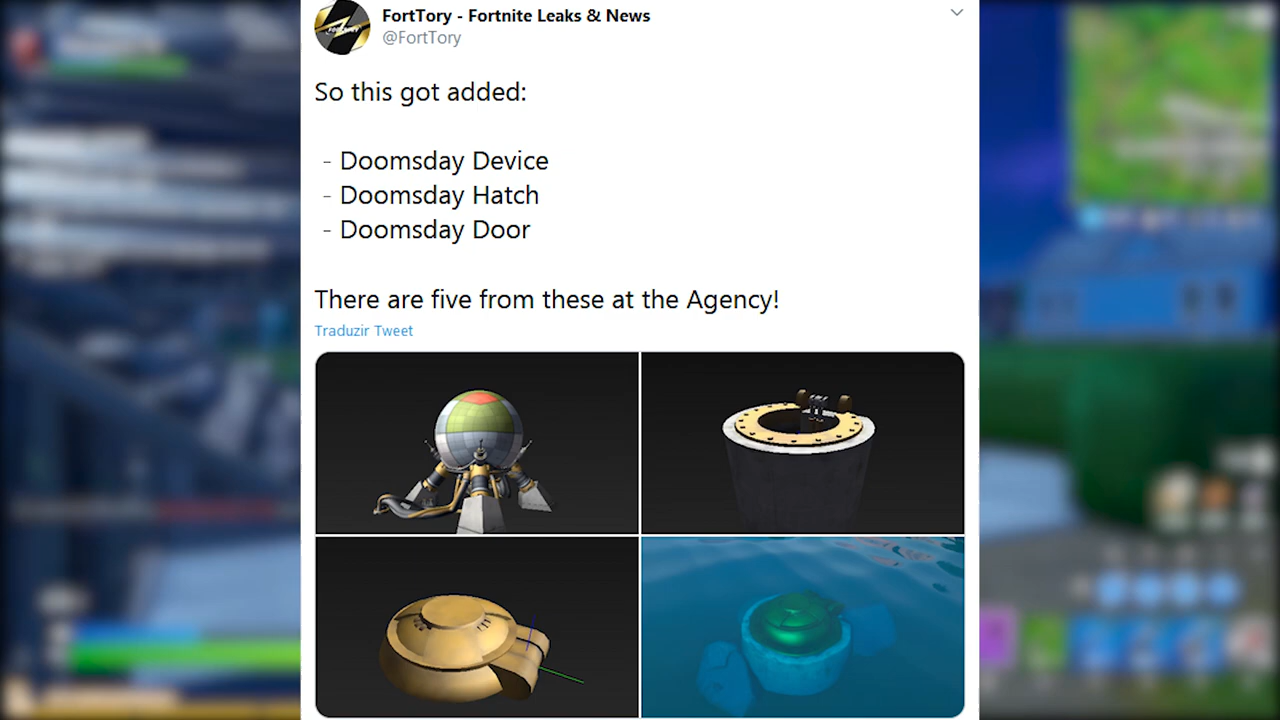 FortTory - Fortnite Leaks & News
@FortTory
So this got added:
- Doomsday Device
- Doomsday Hatch
- Doomsday Door
There are five from these at the Agency!
Traduzir Tweet